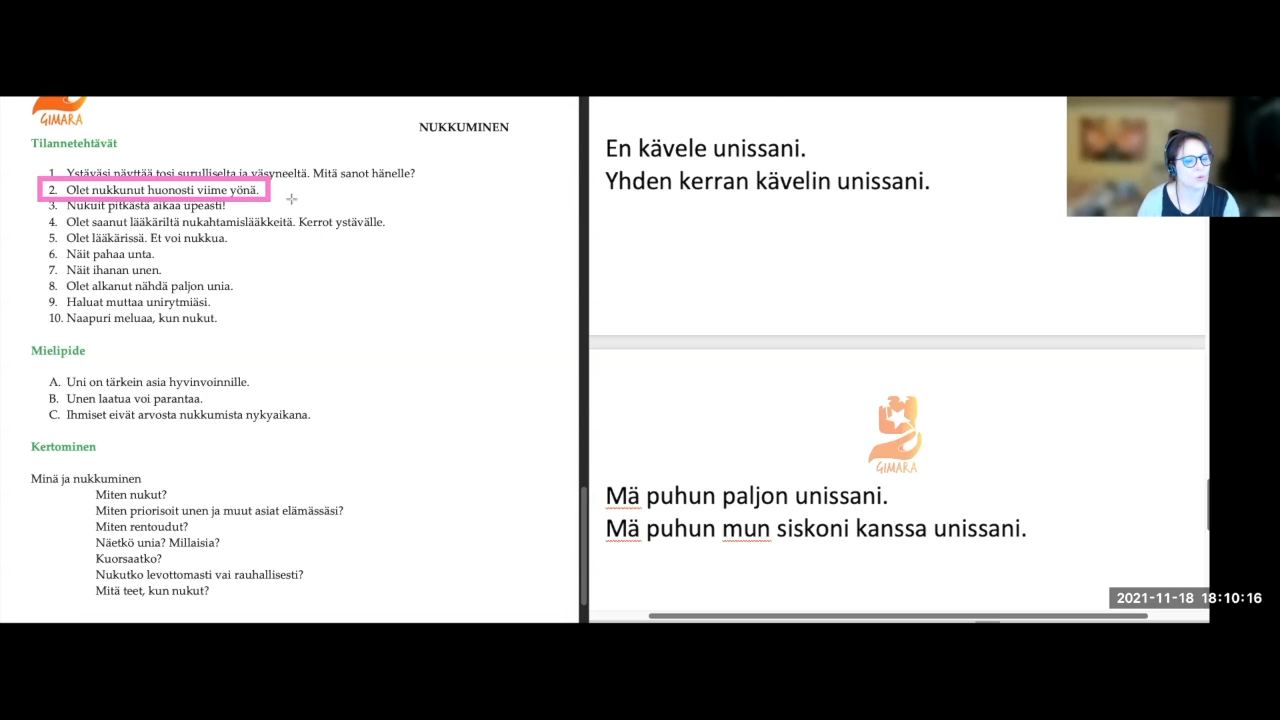 GIMARA
NUKKUMINEN
Tilannetehtävät
1. Ystäväsi näyttää tosi surulliselta ja väsyneeltä. Mitä sanot hänelle?
2. Olet nukkunut huonosti viime yönä.
3. Nukuit pitkästä aikaa upeasti!
4. Olet saanut lääkäriltä nukahtamislääkkeitä. Kerrot ystävälle.
5. Olet lääkärissä. Et voi nukkua.
6. Näit pahaa unta.
7. Näit ihanan unen.
8. Olet alkanut nähdä paljon unia.
9. Haluat muttaa unirytmiäsi.
10. Naapuri meluaa, kun nukut.
Mielipide
A. Uni on tärkein asia hyvinvoinnille.
B. Unen laatua voi parantaa.
C. Ihmiset eivät arvosta nukkumista nykyaikana.
Kertominen
Minä ja nukkuminen
Miten nukut?
Miten priorisoit unen ja muut asiat elämässäsi?
Miten rentoudut?
Näetkö unia? Millaisia?
Kuorsaatko?
Nukutko levottomasti vai rauhallisesti?
Mitä teet, kun nukut?
En kävele unissani.
Yhden kerran kävelin unissani.
GIMARA
Mä puhun paljon unissani.
Mä puhun mun siskoni kanssa unissani.
2021-11-18 18:10:16